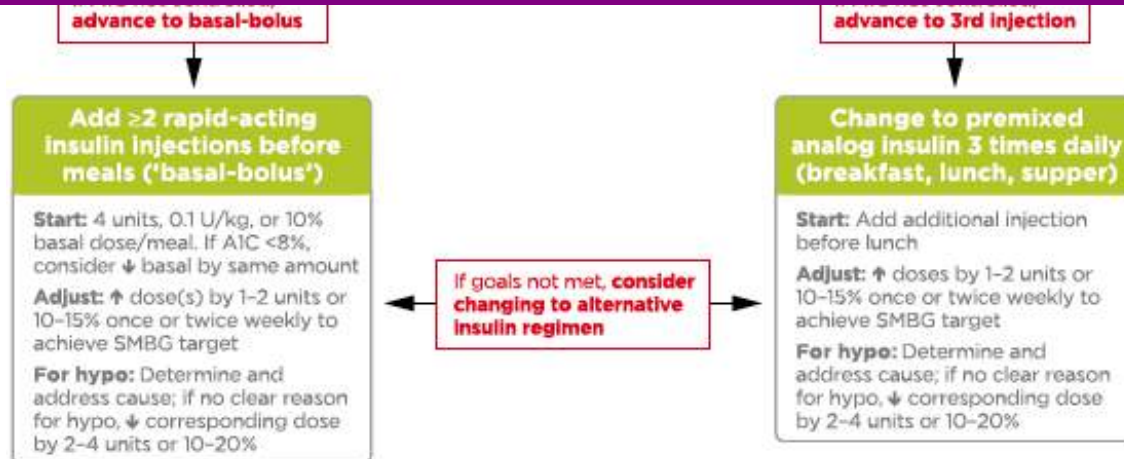 advance to basal-bolus
Add ≥2 rapid-acting
insulin injections before
meals ('basal-bolus')
Start: 4 units, 0.1 U/kg, or 10%
basal dose/meal. If A1C <8%,
consider ↓ basal by same amount
Adjust: ↑ dose(s) by 1–2 units or
10–15% once or twice weekly to
achieve SMBG target
For hypo: Determine and
address cause; if no clear reason
for hypo, ↓ corresponding dose
by 2–4 units or 10–20%
If goals not met, consider
changing to alternative
insulin regimen
advance to 3rd injection
Change to premixed
analog insulin 3 times daily
(breakfast, lunch, supper)
Start: Add additional injection
before lunch
Adjust: ↑ doses by 1–2 units or
10–15% once or twice weekly to
achieve SMBG target
For hypo: Determine and
address cause; if no clear reason
for hypo, ↓ corresponding dose
by 2–4 units or 10–20%